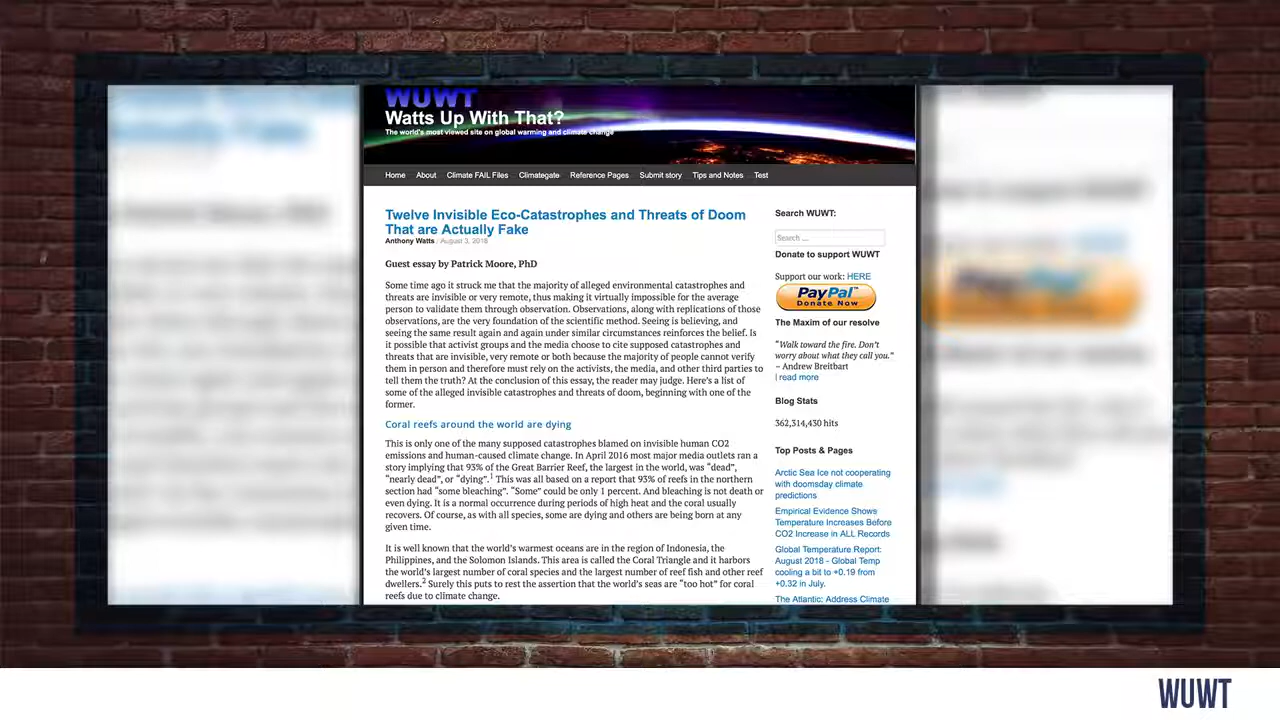 WUWT
Watts Up With That?
The world's most viewed site on global warming and climate change
Home About Climate FAIL Files Climategate Reference Pages Submit story Tips and Notes Test
Twelve Invisible Eco-Catastrophes and Threats of Doom
That are Actually Fake
Anthony Watts / August 3, 2018
Guest essay by Patrick Moore, PhD
Some time ago it struck me that the majority of alleged environmental catastrophes and
threats are invisible or very remote, thus making it virtually impossible for the average
person to validate them through observation. Observations, along with replications of those
observations, are the very foundation of the scientific method. Seeing is believing, and
seeing the same result again and again under similar circumstances reinforces the belief. Is
it possible that activist groups and the media choose to cite supposed catastrophes and
threats that are invisible, very remote or both because the majority of people cannot verify
them in person and therefore must rely on the activists, the media, and other third parties to
tell them the truth? At the conclusion of this essay, the reader may judge. Here's a list of
some of the alleged invisible catastrophes and threats of doom, beginning with one of the
former.
Coral reefs around the world are dying
This is only one of the many supposed catastrophes blamed on invisible human CO2
emissions and human-caused climate change. In April 2016 most major media outlets ran a
story implying that 93% of the Great Barrier Reef, the largest in the world, was "dead",
"nearly dead", or "dying".1 This was all based on a report that 93% of reefs in the northern
section had "some bleaching". "Some" could be only 1 percent. And bleaching is not death or
even dying. It is a normal occurrence during periods of high heat and the coral usually
recovers. Of course, as with all species, some are dying and others are being born at any
given time.
It is well known that the world's warmest oceans are in the region of Indonesia, the
Philippines, and the Solomon Islands. This area is called the Coral Triangle and it harbors
the world's largest number of coral species and the largest number of reef fish and other reef
dwellers.2 Surely this puts to rest the assertion that the world's seas are "too hot" for coral
reefs due to climate change.
Search WUWT:
Search ...
Donate to support WUWT
Support our work: HERE
PayPal
Donate Now
The Maxim of our resolve
"Walk toward the fire. Don't
worry about what they call you."
– Andrew Breitbart
| read more
Blog Stats
362,314,430 hits
Top Posts & Pages
Arctic Sea Ice not cooperating
with doomsday climate
predictions
Empirical Evidence Shows
Temperature Increases Before
CO2 Increase in ALL Records
Global Temperature Report:
August 2018 - Global Temp
cooling a bit to +0.19 from
+0.32 in July.
The Atlantic: Address Climate
WUWT